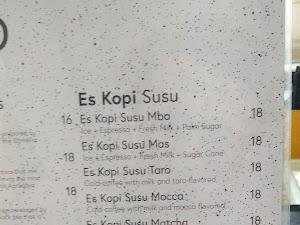 Es Kopi Susu
16 Es Kopi Susu Mba 18
Ice + Espresso + Fresh Milk + Palm Sugar
-18 Es Kopi Susu Mas 18
Ice + Espresso + Fresh Milk + Sugar Cane
Es Kopi Susu Taro 18
Cold coffee with milk and taro flavored
18 Es Kopi Susu Mocca 18
Cold coffee with milk and mocca flavored
Es Kopi Susu Matcha 18